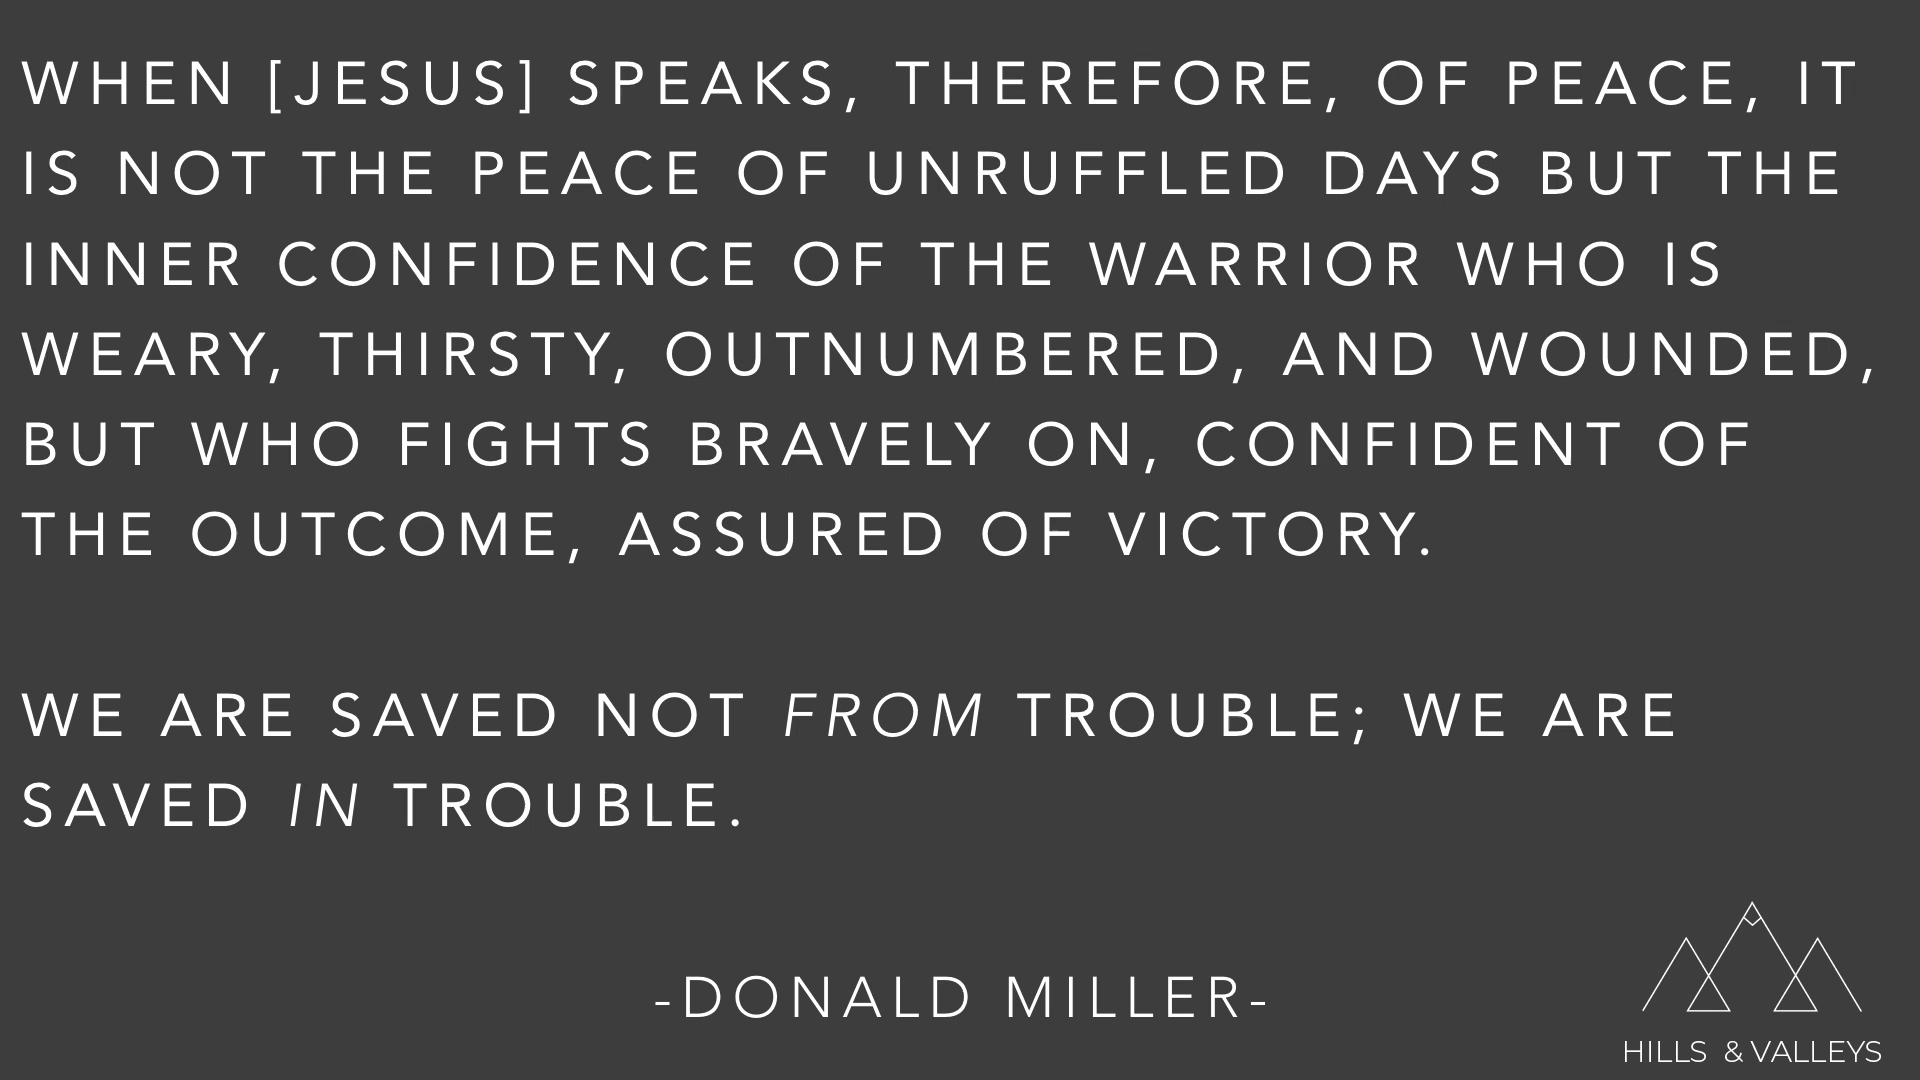 WHEN [JESUS] SPEAKS, THEREFORE, OF PEACE, IT
IS NOT THE PEACE OF UNRUFFLED DAYS BUT THE
INNER CONFIDENCE OF THE WARRIOR WHO IS
WEARY, THIRSTY, OUTNUMBERED, AND WOUNDED,
BUT WHO FIGHTS BRAVELY ON, CONFIDENT OF
THE OUTCOME, ASSURED OF VICTORY.
WE ARE SAVED NOT FROM TROUBLE; WE ARE
SAVED IN TROUBLE.
-DONALD MILLER-
HILLS & VALLEYS